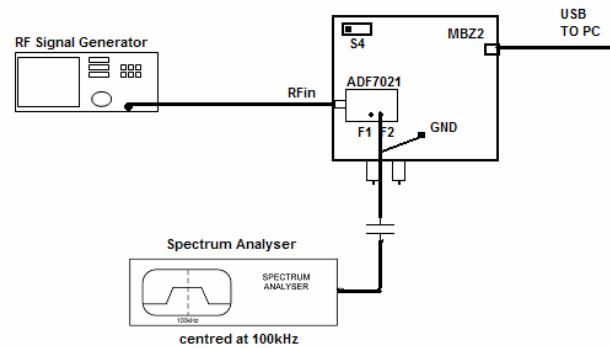 USB
TO PC
RF Signal Generator
S4
MBZ2
ADF7021
RFin
F1 F2
GND
Spectrum Analyser
SPECTRUM
ANALYSER
100kHz
centred at 100kHz